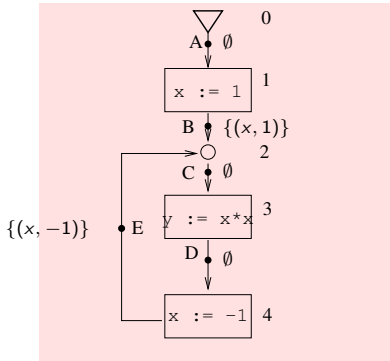 0
A ∅
1
x := 1
B {(x, 1)}
2
C ∅
3
y := x*x
{(x, −1)} E
D ∅
x := -1
4